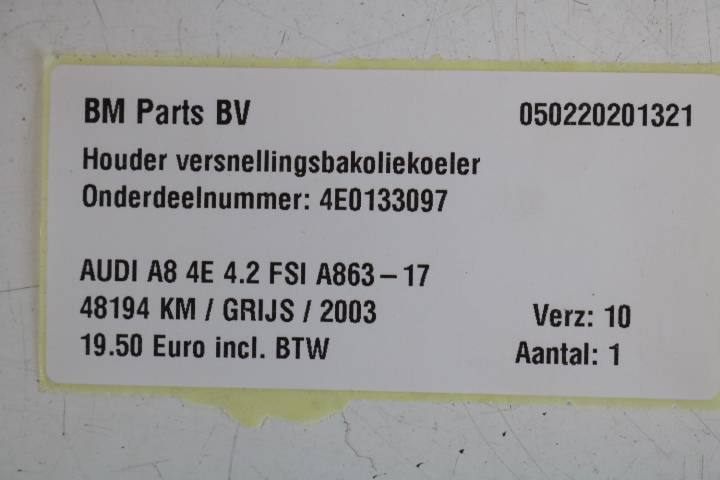 BM Parts BV 050220201321
Houder versnellingsbakoliekoeler
Onderdeelnummer: 4E0133097
AUDI A8 4E 4.2 FSI A863-17
48194 KM / GRIJS / 2003 Verz: 10
19.50 Euro incl. BTW Aantal: 1